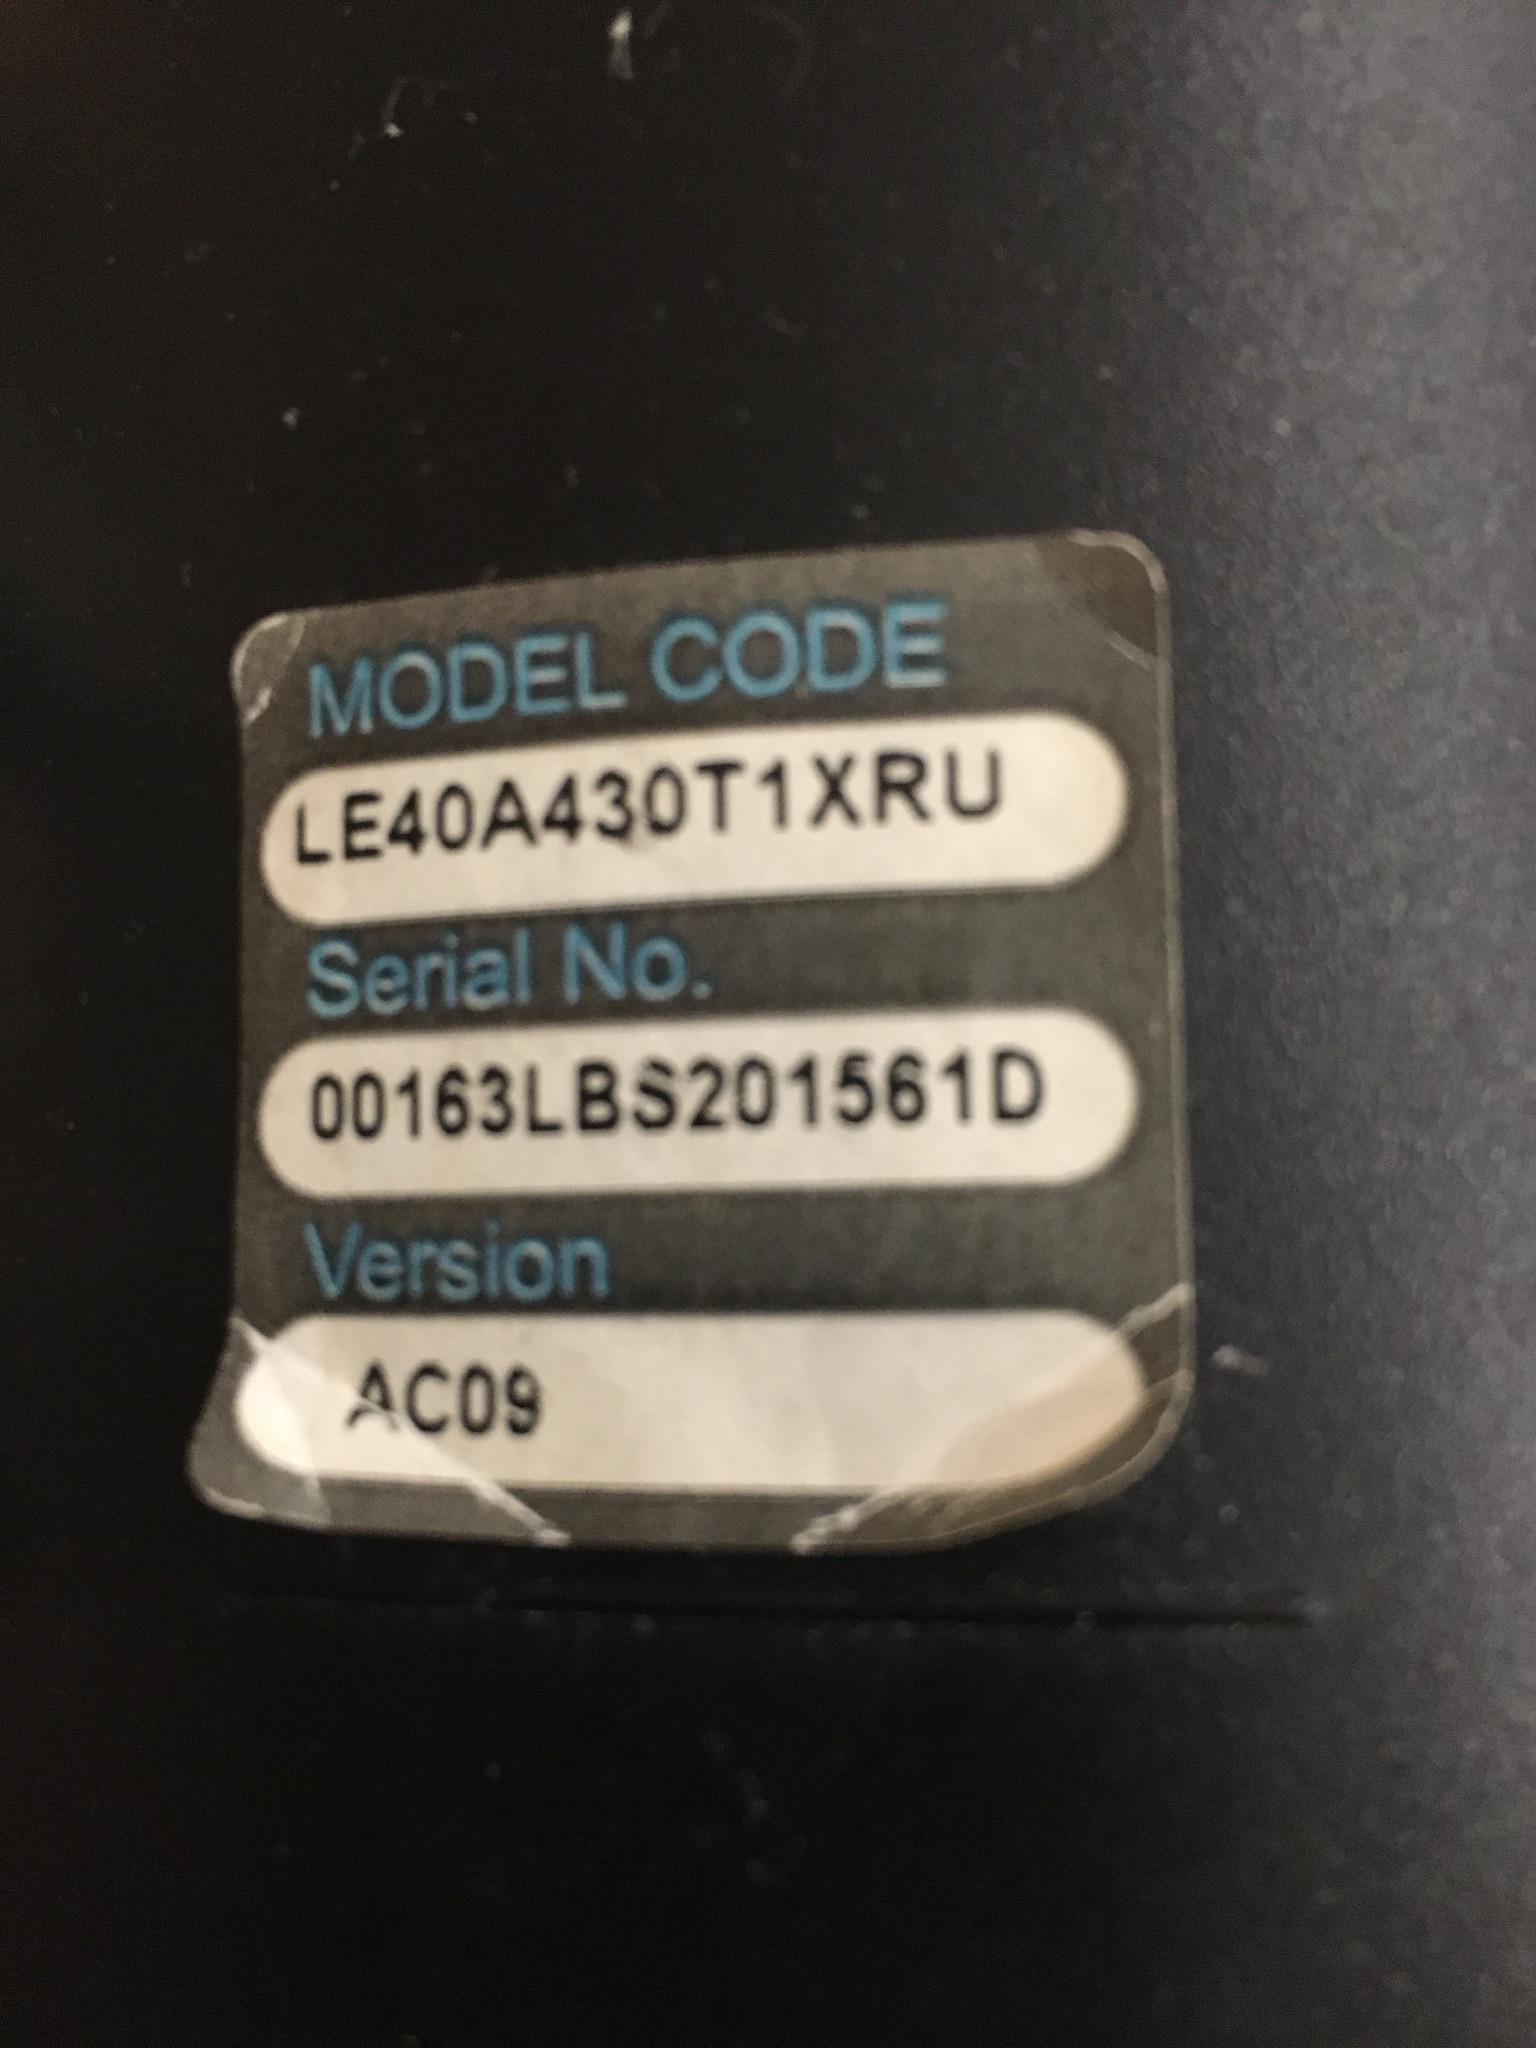 MODEL CODE
LE40A430T1XRU
Serial No.
00163LBS201561D
Version
AC09